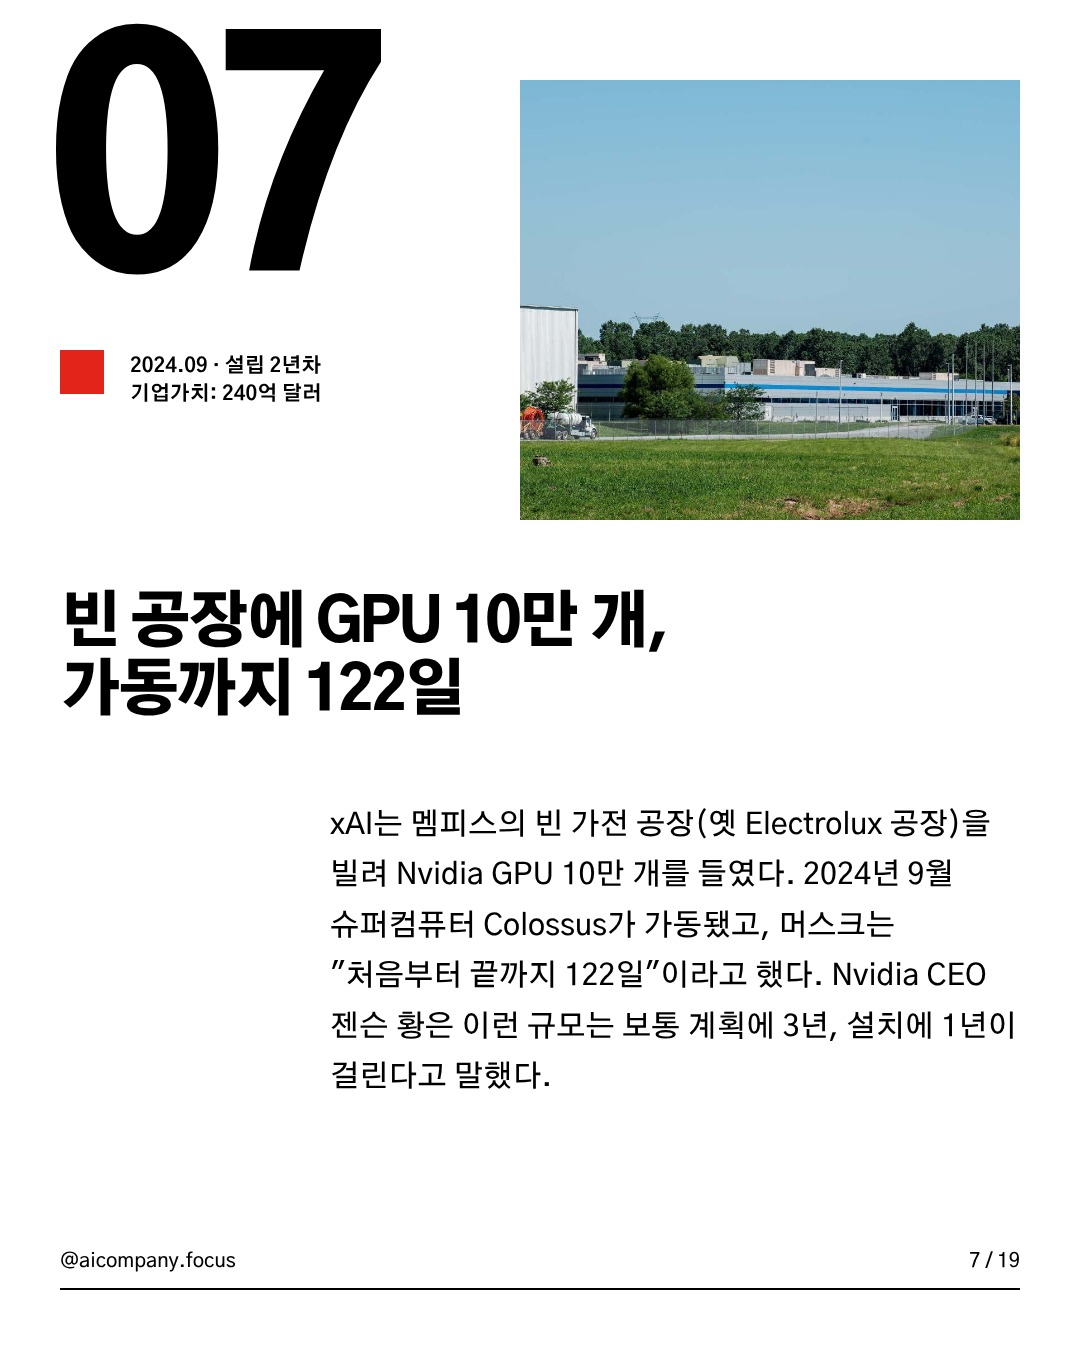 07
2024.09 · 설립 2년차
기업가치: 240억 달러
빈 공장에 GPU 10만 개,
가동까지 122일
xAI는 멤피스의 빈 가전 공장(옛 Electrolux 공장)을
빌려 Nvidia GPU 10만 개를 들였다. 2024년 9월
슈퍼컴퓨터 Colossus가 가동됐고, 머스크는
"처음부터 끝까지 122일"이라고 했다. Nvidia CEO
젠슨 황은 이런 규모는 보통 계획에 3년, 설치에 1년이
걸린다고 말했다.
@aicompany.focus
7 / 19